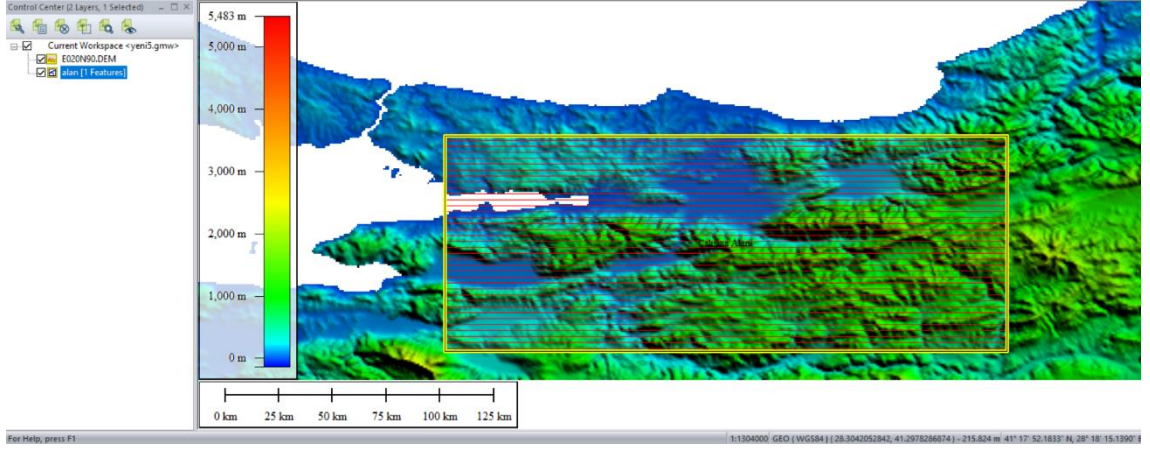 Control Center (2 Layers, 1 Selected)
Current Workspace <yeni5.gmw>
E020N90.DEM
alan [1 Features]
5,483 m
5,000 m
4,000 m
3,000 m
2,000 m
1,000 m
0 m
Çalışma Alanı
0 km 25 km 50 km 75 km 100 km 125 km
For Help, press F1
1:1304000 GEO ( WGS84 ) ( 28.3042052842, 41.2978286874 ) - 215.824 m 41° 17' 52.1833" N, 28° 18' 15.1390" E